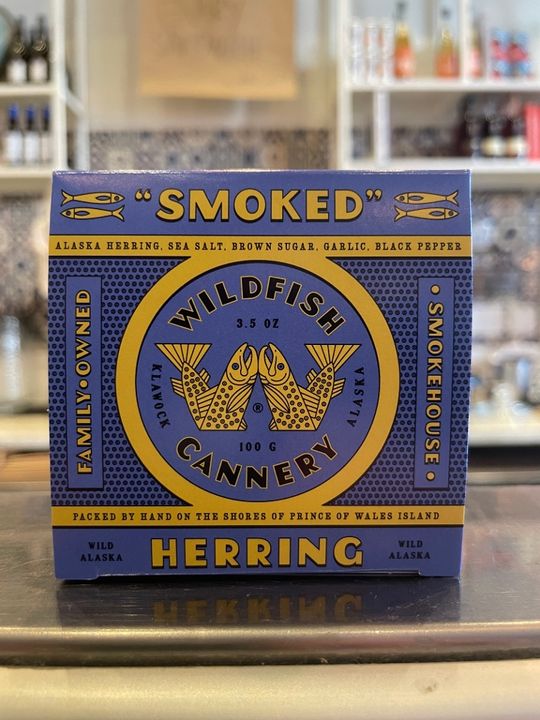 "SMOKED"
ALASKA HERRING, SEA SALT, BROWN SUGAR, GARLIC, BLACK PEPPER
FAMILY•OWNED
WILDFISH
3.5 OZ
KLAWOCK
ALASKA
®
100 G
CANNERY
• SMOKEHOUSE •
PACKED BY HAND ON THE SHORES OF PRINCE OF WALES ISLAND
WILD
ALASKA
HERRING
WILD
ALASKA